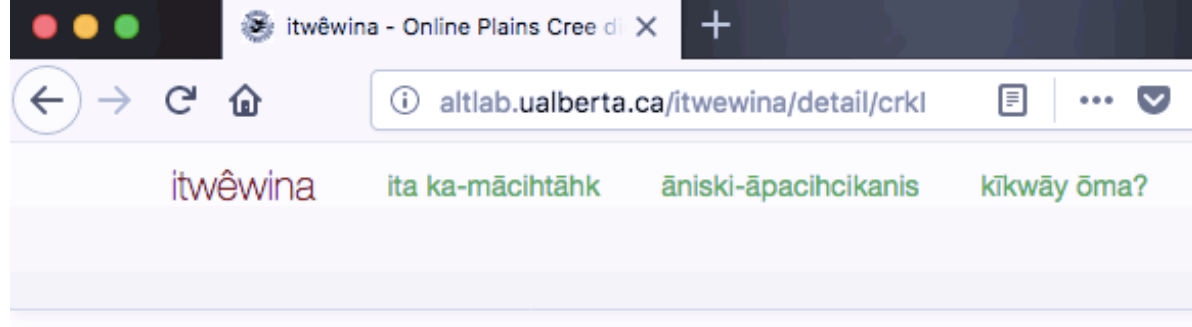 itwêwina - Online Plains Cree di
altlab.ualberta.ca/itwewina/detail/crkl
itwêwina ita ka-mācihtāhk āniski-āpacihcikanis kīkwāy ōma?